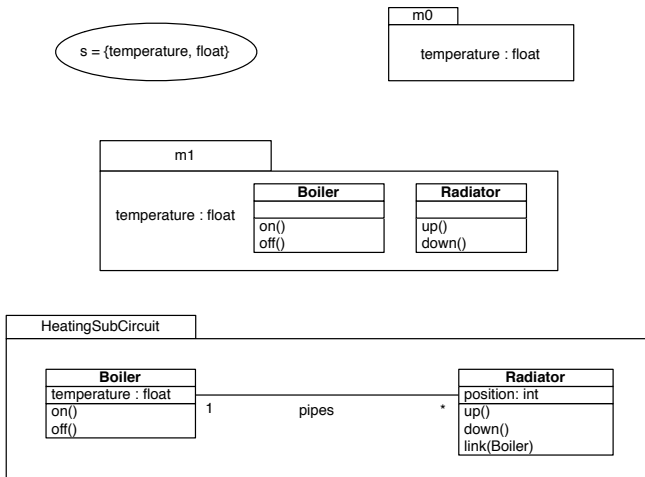 s = {temperature, float}
m0
temperature : float
m1
temperature : float
Boiler
on()
off()
Radiator
up()
down()
HeatingSubCircuit
Boiler
temperature : float
on()
off()
1
pipes
*
Radiator
position: int
up()
down()
link(Boiler)